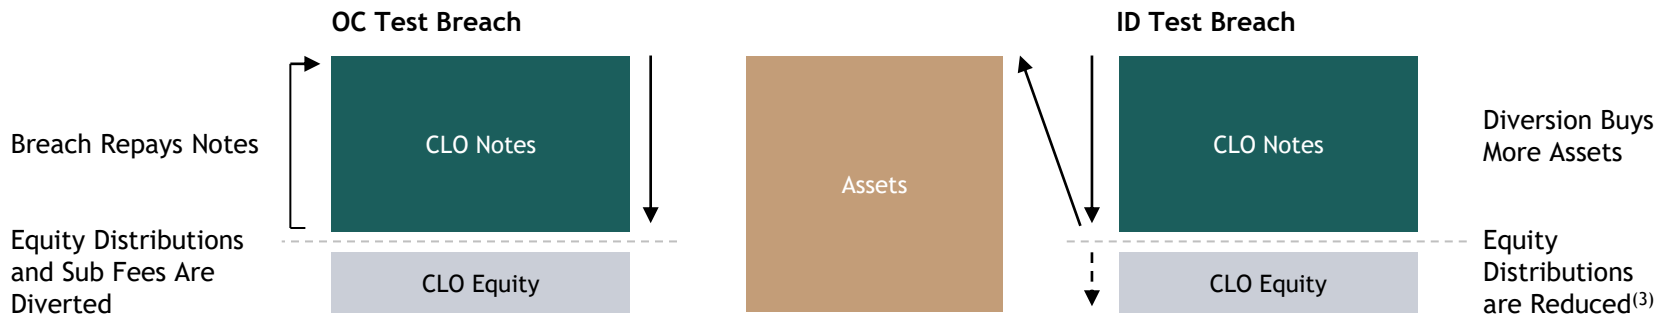 OC Test Breach
ID Test Breach
Breach Repays Notes
CLO Notes
Assets
CLO Notes
Diversion Buys
More Assets
Equity Distributions
and Sub Fees Are
Diverted
CLO Equity
CLO Equity
Equity
Distributions
are Reduced(3)